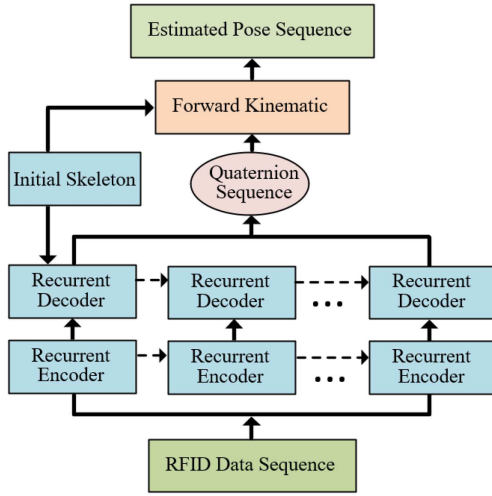 Estimated Pose Sequence
Forward Kinematic
Initial Skeleton
Quaternion
Sequence
Recurrent
Decoder
Recurrent
Decoder
...
Recurrent
Decoder
Recurrent
Encoder
Recurrent
Encoder
...
Recurrent
Encoder
RFID Data Sequence